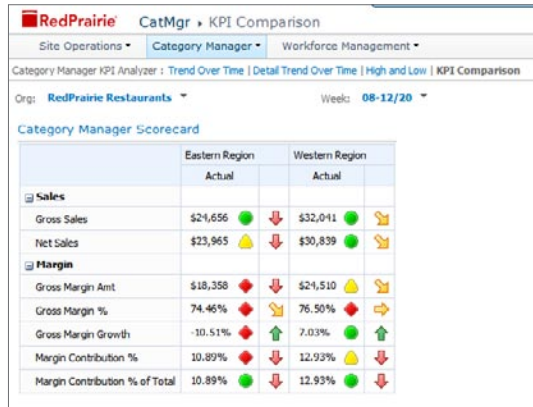 RedPrairie CatMgr ▸ KPI Comparison
Site Operations Category Manager Workforce Management
Category Manager KPI Analyzer : Trend Over Time | Detail Trend Over Time | High and Low | KPI Comparison
Org: RedPrairie Restaurants Week: 08-12/20
Category Manager Scorecard
Eastern Region Western Region
Actual Actual
Sales
Gross Sales $24,656 $32,041
Net Sales $23,965 $30,839
Margin
Gross Margin Amt $18,358 $24,510
Gross Margin % 74.46% 76.50%
Gross Margin Growth -10.51% 7.03%
Margin Contribution % 10.89% 12.93%
Margin Contribution % of Total 10.89% 12.93%